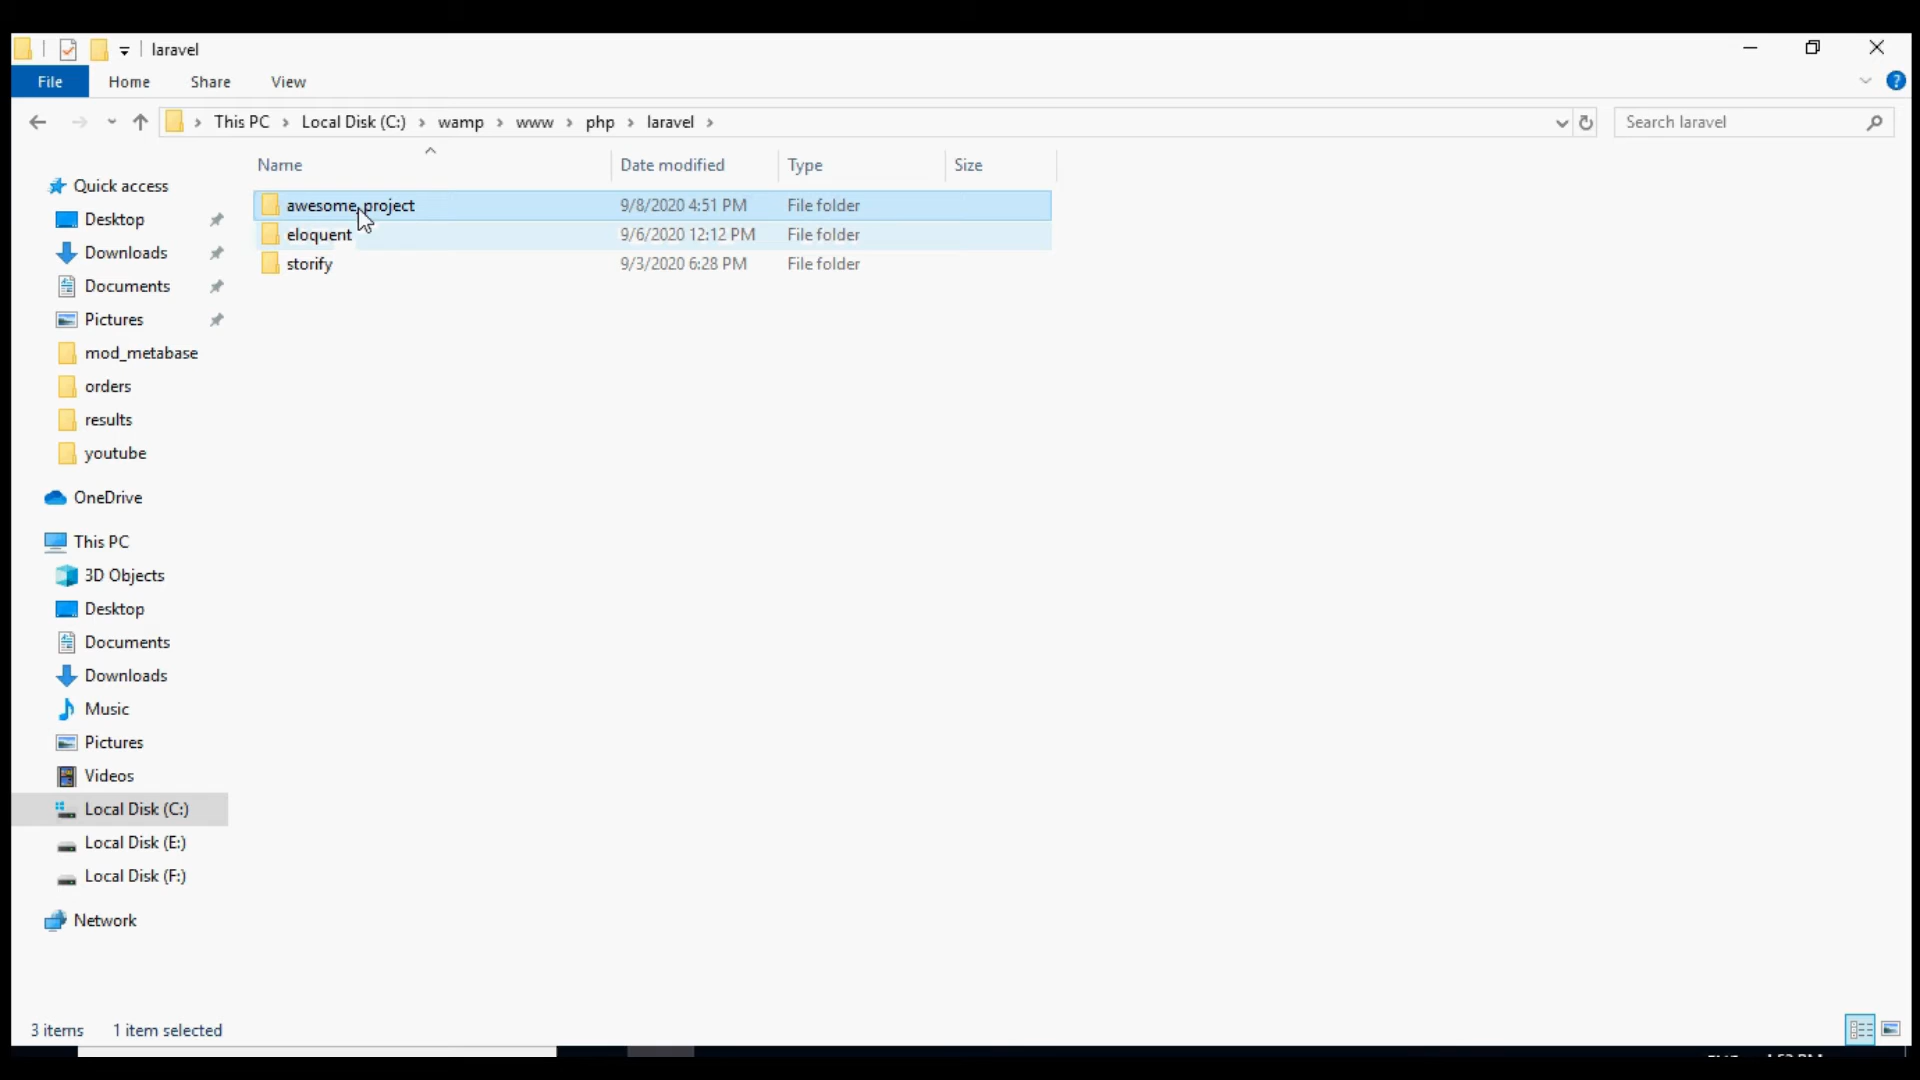 laravel
File Home Share View
This PC Local Disk (C:) wamp www php laravel
Search laravel
Name Date modified Type Size
awesome_project 9/8/2020 4:51 PM File folder
eloquent 9/6/2020 12:12 PM File folder
storify 9/3/2020 6:28 PM File folder
Quick access
Desktop
Downloads
Documents
Pictures
mod_metabase
orders
results
youtube
OneDrive
This PC
3D Objects
Desktop
Documents
Downloads
Music
Pictures
Videos
Local Disk (C:)
Local Disk (E:)
Local Disk (F:)
Network
3 items 1 item selected